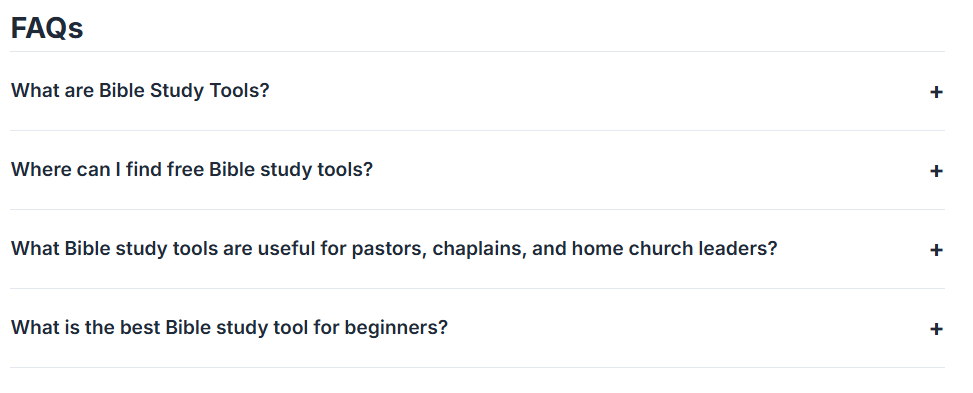 FAQs
What are Bible Study Tools?
+
Where can I find free Bible study tools?
+
What Bible study tools are useful for pastors, chaplains, and home church leaders?
+
What is the best Bible study tool for beginners?
+